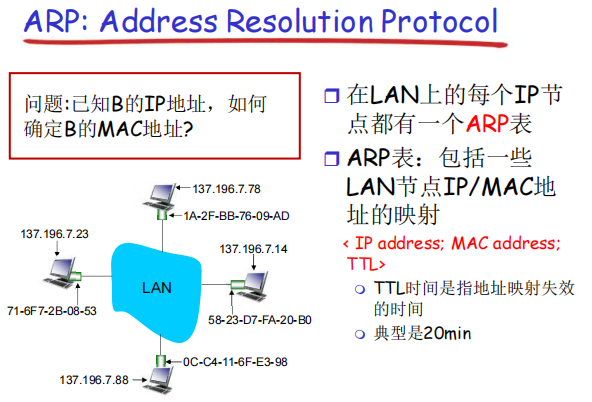 ARP: Address Resolution Protocol
问题:已知B的IP地址，如何
确定B的MAC地址?
137.196.7.78
1A-2F-BB-76-09-AD
137.196.7.23
137.196.7.14
LAN
71-6F7-2B-08-53
58-23-D7-FA-20-B0
0C-C4-11-6F-E3-98
137.196.7.88
在LAN上的每个IP节
点都有一个ARP表
ARP表：包括一些
LAN节点IP/MAC地
址的映射
< IP address; MAC address;
TTL>
TTL时间是指地址映射失效
的时间
典型是20min